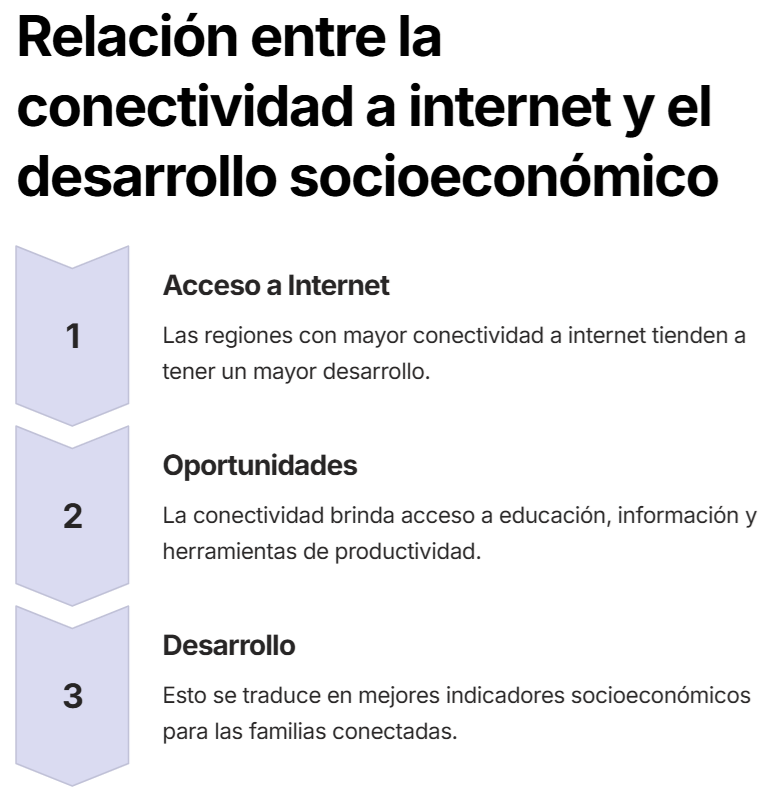 Relación entre la
conectividad a internet y el
desarrollo socioeconómico
1
Acceso a Internet
Las regiones con mayor conectividad a internet tienden a
tener un mayor desarrollo.
2
Oportunidades
La conectividad brinda acceso a educación, información y
herramientas de productividad.
3
Desarrollo
Esto se traduce en mejores indicadores socioeconómicos
para las familias conectadas.